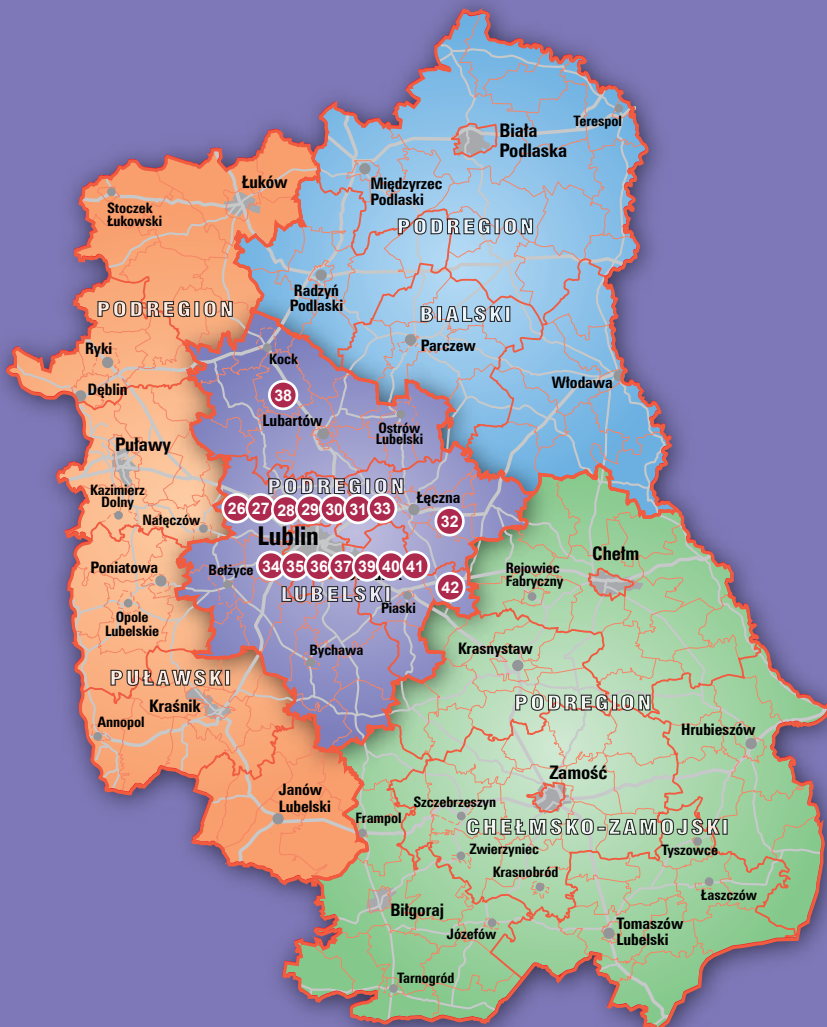 Terespol
Biała
Podlaska
Międzyrzec
Podlaski
Łuków
Stoczek
Łukowski
PODREGION
BIALSKI
Radzyń
Podlaski
PODREGION
Parczew
Ryki
Kock
Włodawa
Dęblin
38
Lubartów
Ostrów
Lubelski
Puławy
PODREGION
Kazimierz
Dolny
Łęczna
26 27 28 29 30 31 33
32
Nałęczów
Lublin
Chełm
Poniatowa
Bełżyce
34 35 36 37 39 40 41
Rejowiec
Fabryczny
42
LUBELSKI
Opole
Lubelskie
Piaski
Bychawa
Krasnystaw
PUŁAWSKI
Kraśnik
PODREGION
Annopol
Hrubieszów
Zamość
Janów
Lubelski
Szczebrzeszyn
Frampol
CHEŁMSKO-ZAMOJSKI
Zwierzyniec
Tyszowce
Krasnobród
Łaszczów
Biłgoraj
Józefów
Tomaszów
Lubelski
Tarnogród